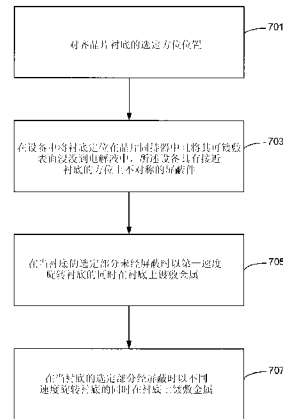 701
对齐晶片衬底的选定方位位置
703
在设备中将衬底定位在晶片固持器中且将其可镀敷
表面浸没到电解液中，所述设备具有接近
衬底的方位上不对称的屏蔽件
705
在当衬底的选定部分未经屏蔽时以第一速度
旋转衬底的同时在衬底上镀敷金属
707
在当衬底的选定部分经屏蔽时以不同
速度旋转衬底的同时在衬底上镀敷金属